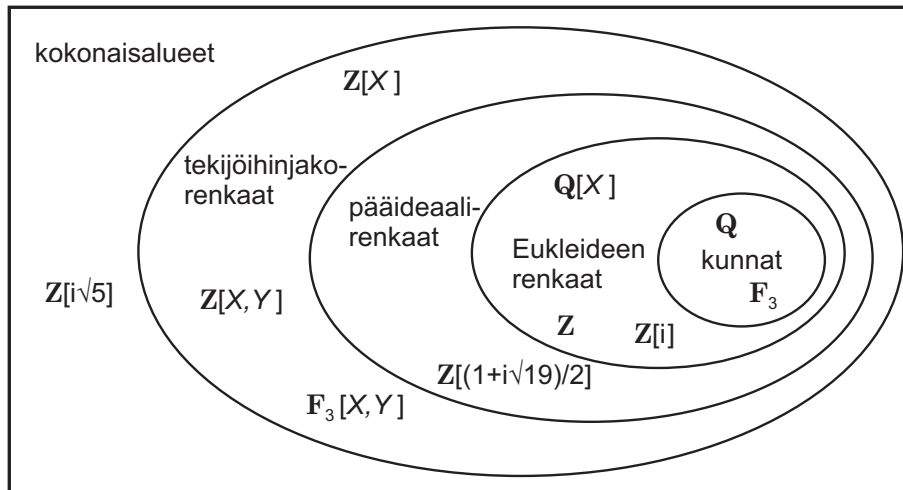 kokonaisalueet
Z[X]
tekijöihinjako-
renkaat
pääideaali-
renkaat
Q[X]
Eukleideen
renkaat
Q
kunnat
F₃
Z[i√5]
Z[X,Y]
Z
Z[i]
Z[(1+i√19)/2]
F₃[X,Y]